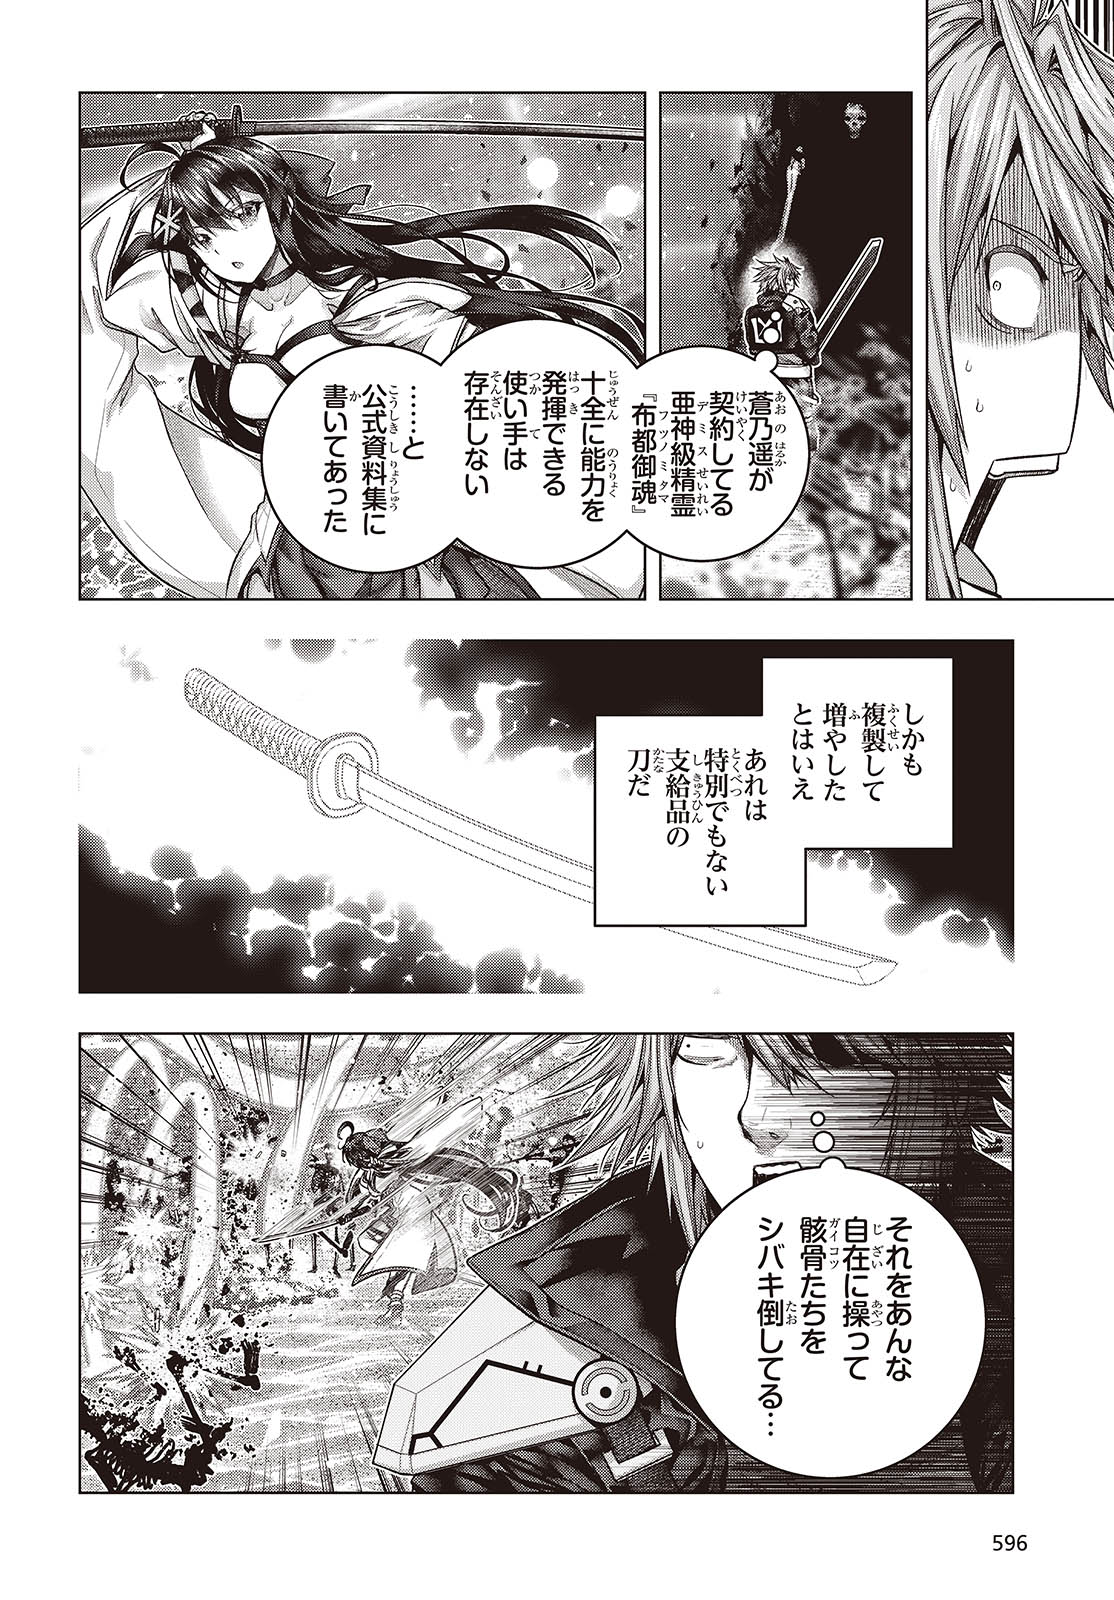 蒼乃遥が
契約してる
亜神級精霊
『布都御魂』
十全に能力を
発揮できる
使い手は
存在しない
……と
公式資料集に
書いてあった
しかも
複製して
増やした
とはいえ
あれは
特別でもない
支給品の
刀だ
それをあんな
自在に操って
骸骨たちを
シバキ倒してる…
596